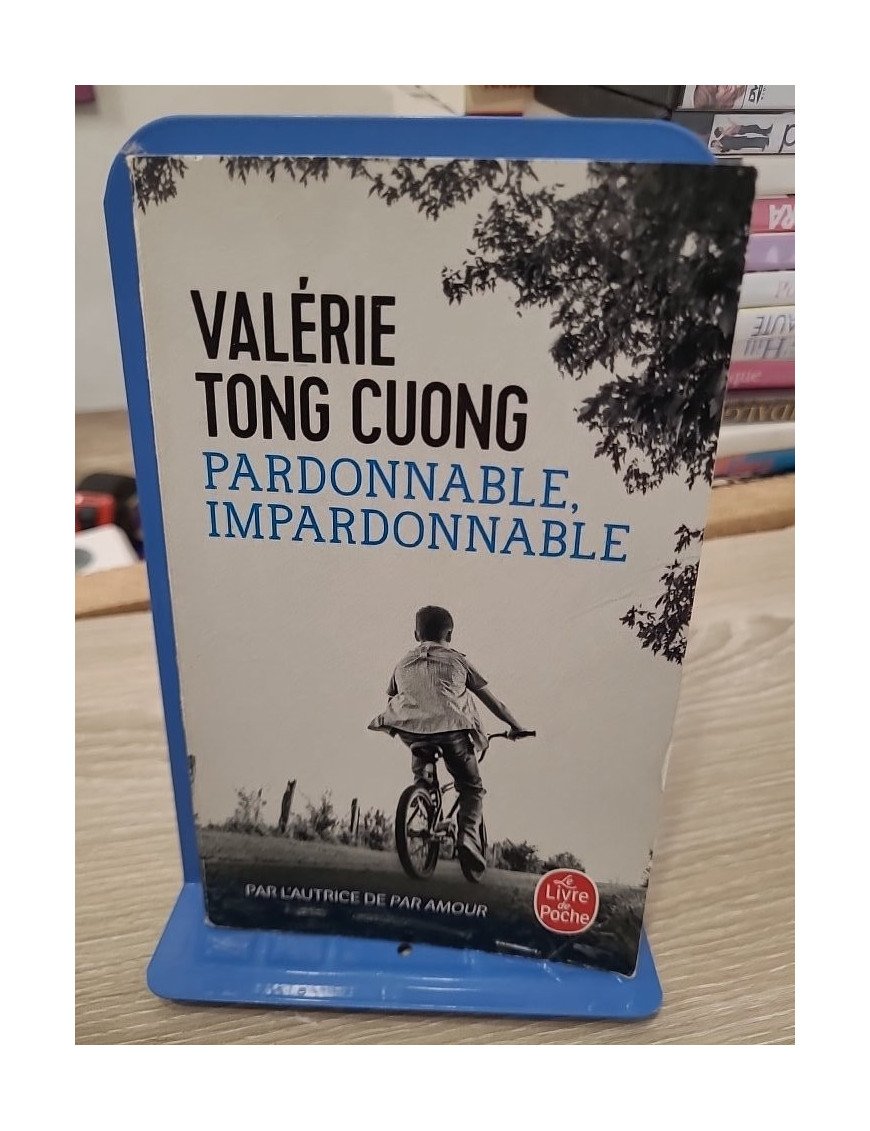 VALÉRIE
TONG CUONG
PARDONNABLE,
IMPARDONNABLE
PAR L'AUTRICE DE PAR AMOUR
Le
Livre
de
Poche